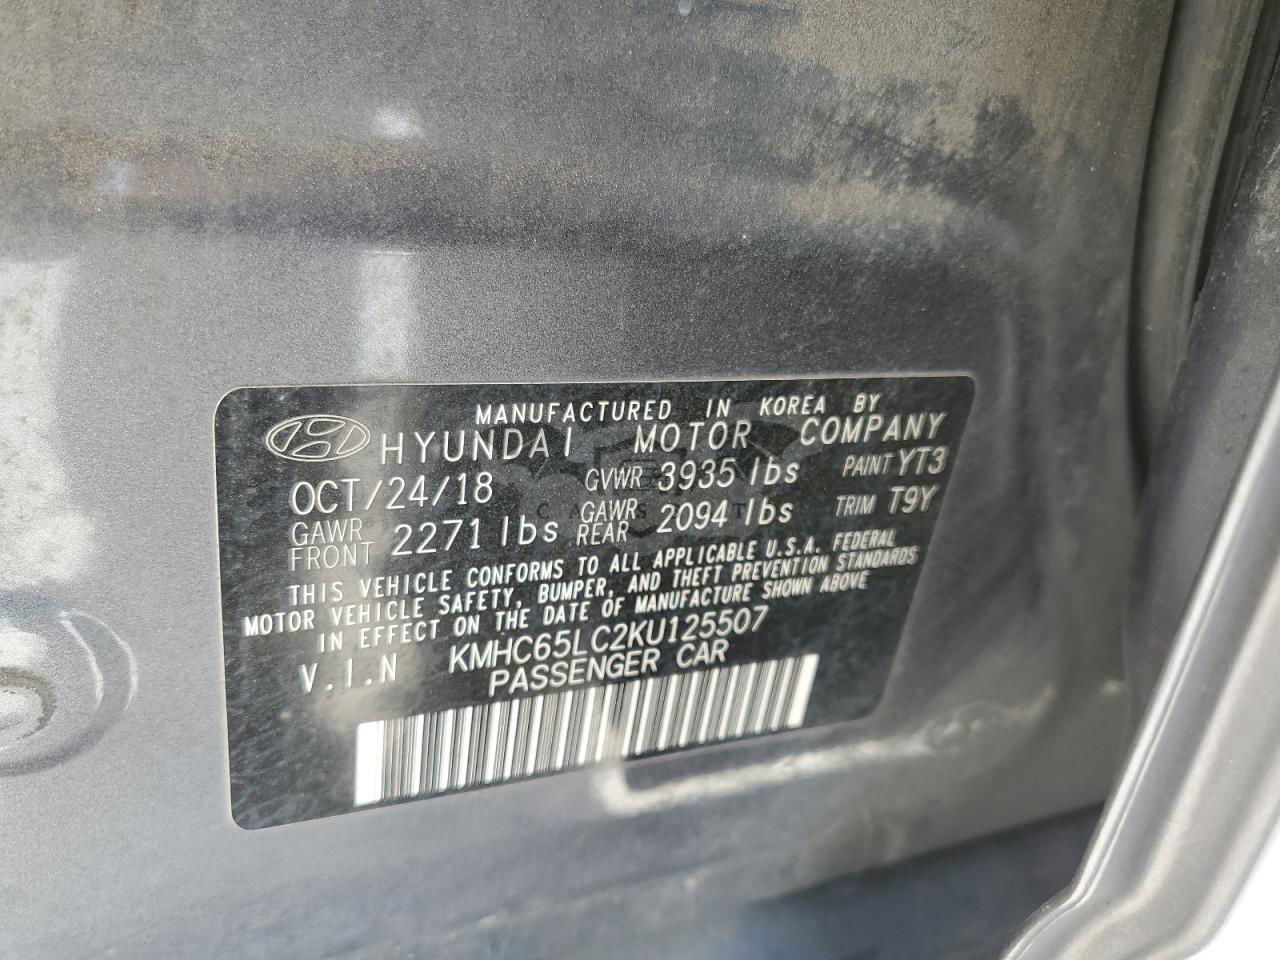 MANUFACTURED IN KOREA BY
HYUNDAI MOTOR COMPANY
OCT/24/18 GVWR 3935 lbs PAINT YT3
GAWR FRONT 2271 lbs GAWR REAR 2094 lbs TRIM T9Y
THIS VEHICLE CONFORMS TO ALL APPLICABLE U.S.A. FEDERAL
MOTOR VEHICLE SAFETY, BUMPER, AND THEFT PREVENTION STANDARDS
IN EFFECT ON THE DATE OF MANUFACTURE SHOWN ABOVE
V.I.N KMHC65LC2KU125507
PASSENGER CAR